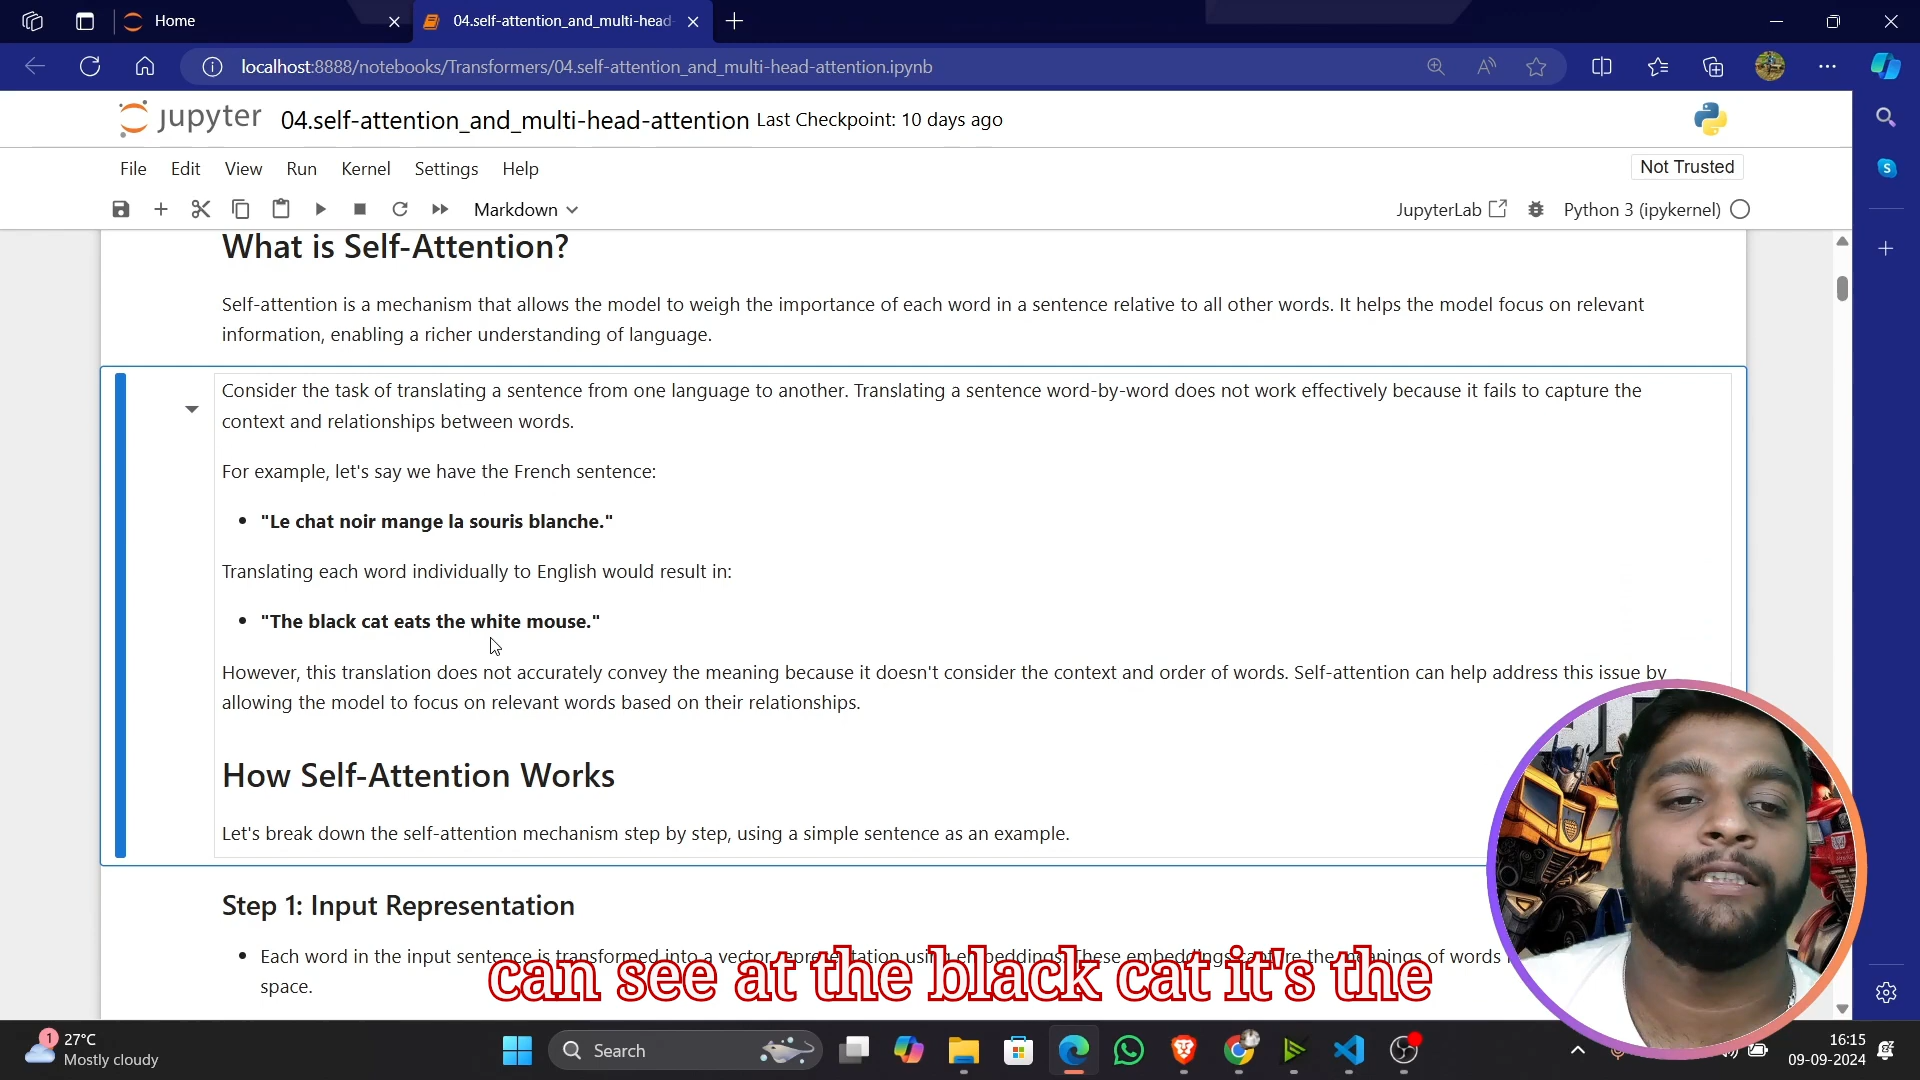 Home
04.self-attention_and_multi-head-
localhost:8888/notebooks/Transformers/04.self-attention_and_multi-head-attention.ipynb
jupyter 04.self-attention_and_multi-head-attention Last Checkpoint: 10 days ago
File Edit View Run Kernel Settings Help
Not Trusted
Markdown
JupyterLab
Python 3 (ipykernel)
What is Self-Attention?
Self-attention is a mechanism that allows the model to weigh the importance of each word in a sentence relative to all other words. It helps the model focus on relevant
information, enabling a richer understanding of language.
Consider the task of translating a sentence from one language to another. Translating a sentence word-by-word does not work effectively because it fails to capture the
context and relationships between words.
For example, let's say we have the French sentence:
• "Le chat noir mange la souris blanche."
Translating each word individually to English would result in:
• "The black cat eats the white mouse."
However, this translation does not accurately convey the meaning because it doesn't consider the context and order of words. Self-attention can help address this issue by
allowing the model to focus on relevant words based on their relationships.
How Self-Attention Works
Let's break down the self-attention mechanism step by step, using a simple sentence as an example.
Step 1: Input Representation
• Each word in the input sentence is transformed into a vector representation using embeddings. These embeddings capture the meanings of words
space.
can see at the black cat it's the
1
27°C
Mostly cloudy
Search
16:15
09-09-2024